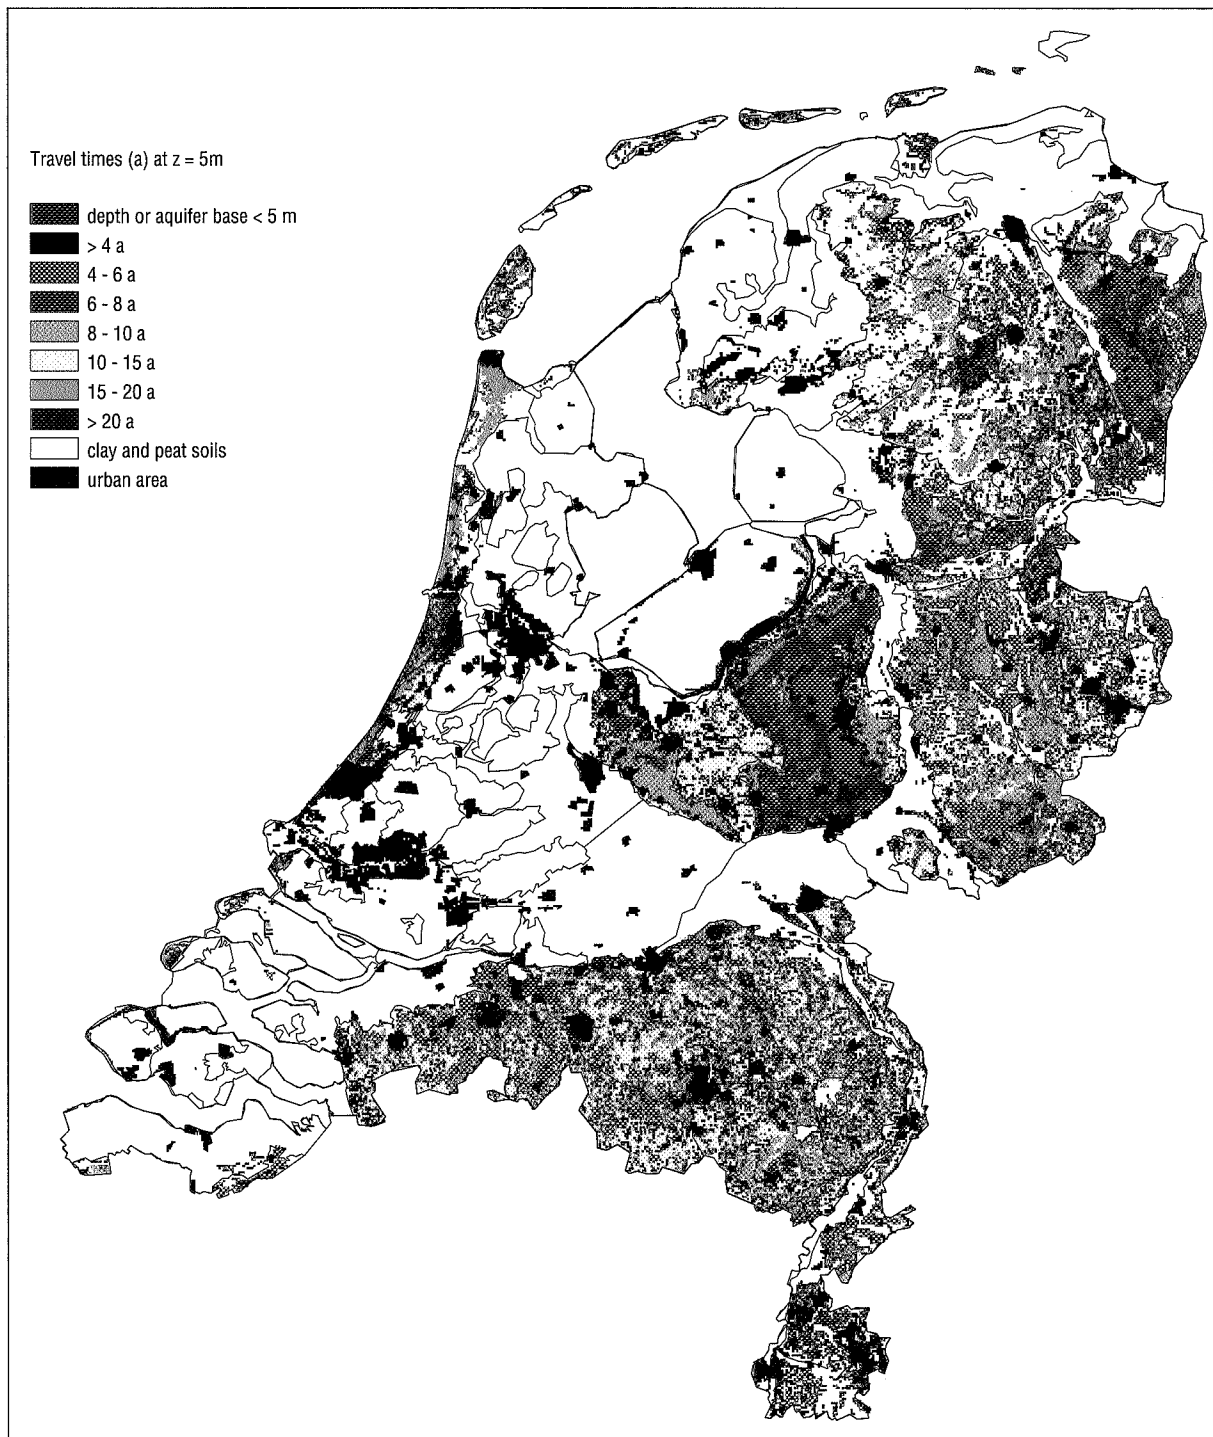 Travel times (a) at z = 5m
depth or aquifer base < 5 m
> 4 a
4 - 6 a
6 - 8 a
8 - 10 a
10 - 15 a
15 - 20 a
> 20 a
clay and peat soils
urban area